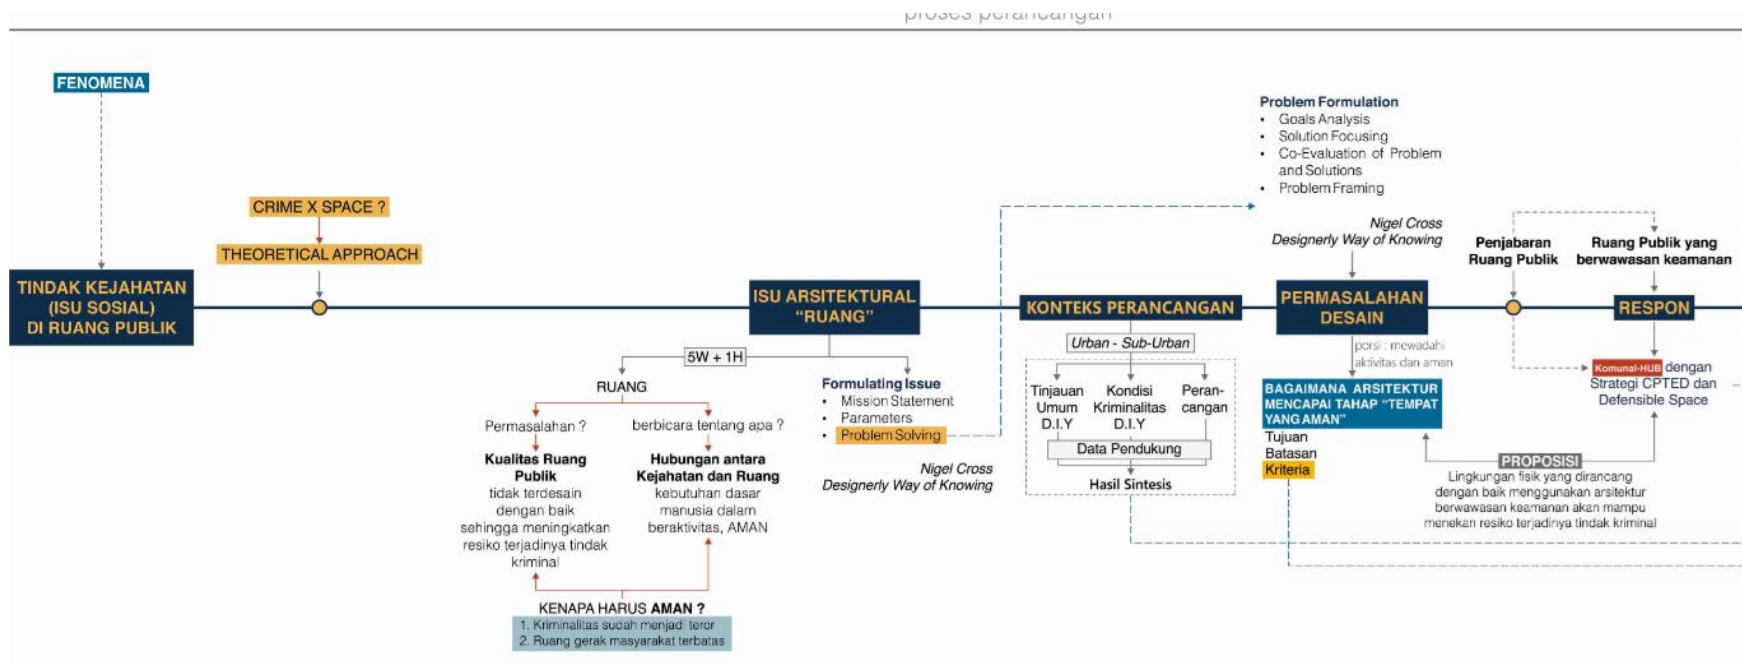 proses perancangan
FENOMENA
TINDAK KEJAHATAN
(ISU SOSIAL)
DI RUANG PUBLIK
CRIME X SPACE ?
THEORETICAL APPROACH
ISU ARSITEKTURAL
“RUANG”
5W + 1H
RUANG
Permasalahan ?
Kualitas Ruang
Publik
tidak terdesain
dengan baik
sehingga meningkatkan
resiko terjadinya tindak
kriminal
berbicara tentang apa ?
Hubungan antara
Kejahatan dan Ruang
kebutuhan dasar
manusia dalam
beraktivitas, AMAN
KENAPA HARUS AMAN ?
1. Kriminalitas sudah menjadi teror
2. Ruang gerak masyarakat terbatas
Formulating Issue
• Mission Statement
• Parameters
• Problem Solving
Nigel Cross
Designerly Way of Knowing
KONTEKS PERANCANGAN
Urban - Sub-Urban
Tinjauan
Umum
D.I.Y
Kondisi
Kriminalitas
D.I.Y
Peran-
cangan
Data Pendukung
Hasil Sintesis
Problem Formulation
• Goals Analysis
• Solution Focusing
• Co-Evaluation of Problem
and Solutions
• Problem Framing
Nigel Cross
Designerly Way of Knowing
PERMASALAHAN
DESAIN
porsi : mewadahi
aktivitas dan aman
BAGAIMANA ARSITEKTUR
MENCAPAI TAHAP “TEMPAT
YANG AMAN”
Tujuan
Batasan
Kriteria
Penjabaran
Ruang Publik
Ruang Publik yang
berwawasan keamanan
RESPON
Komunal-HUB dengan
Strategi CPTED dan
Defensible Space
PROPOSISI
Lingkungan fisik yang dirancang
dengan baik menggunakan arsitektur
berwawasan keamanan akan mampu
menekan resiko terjadinya tindak kriminal